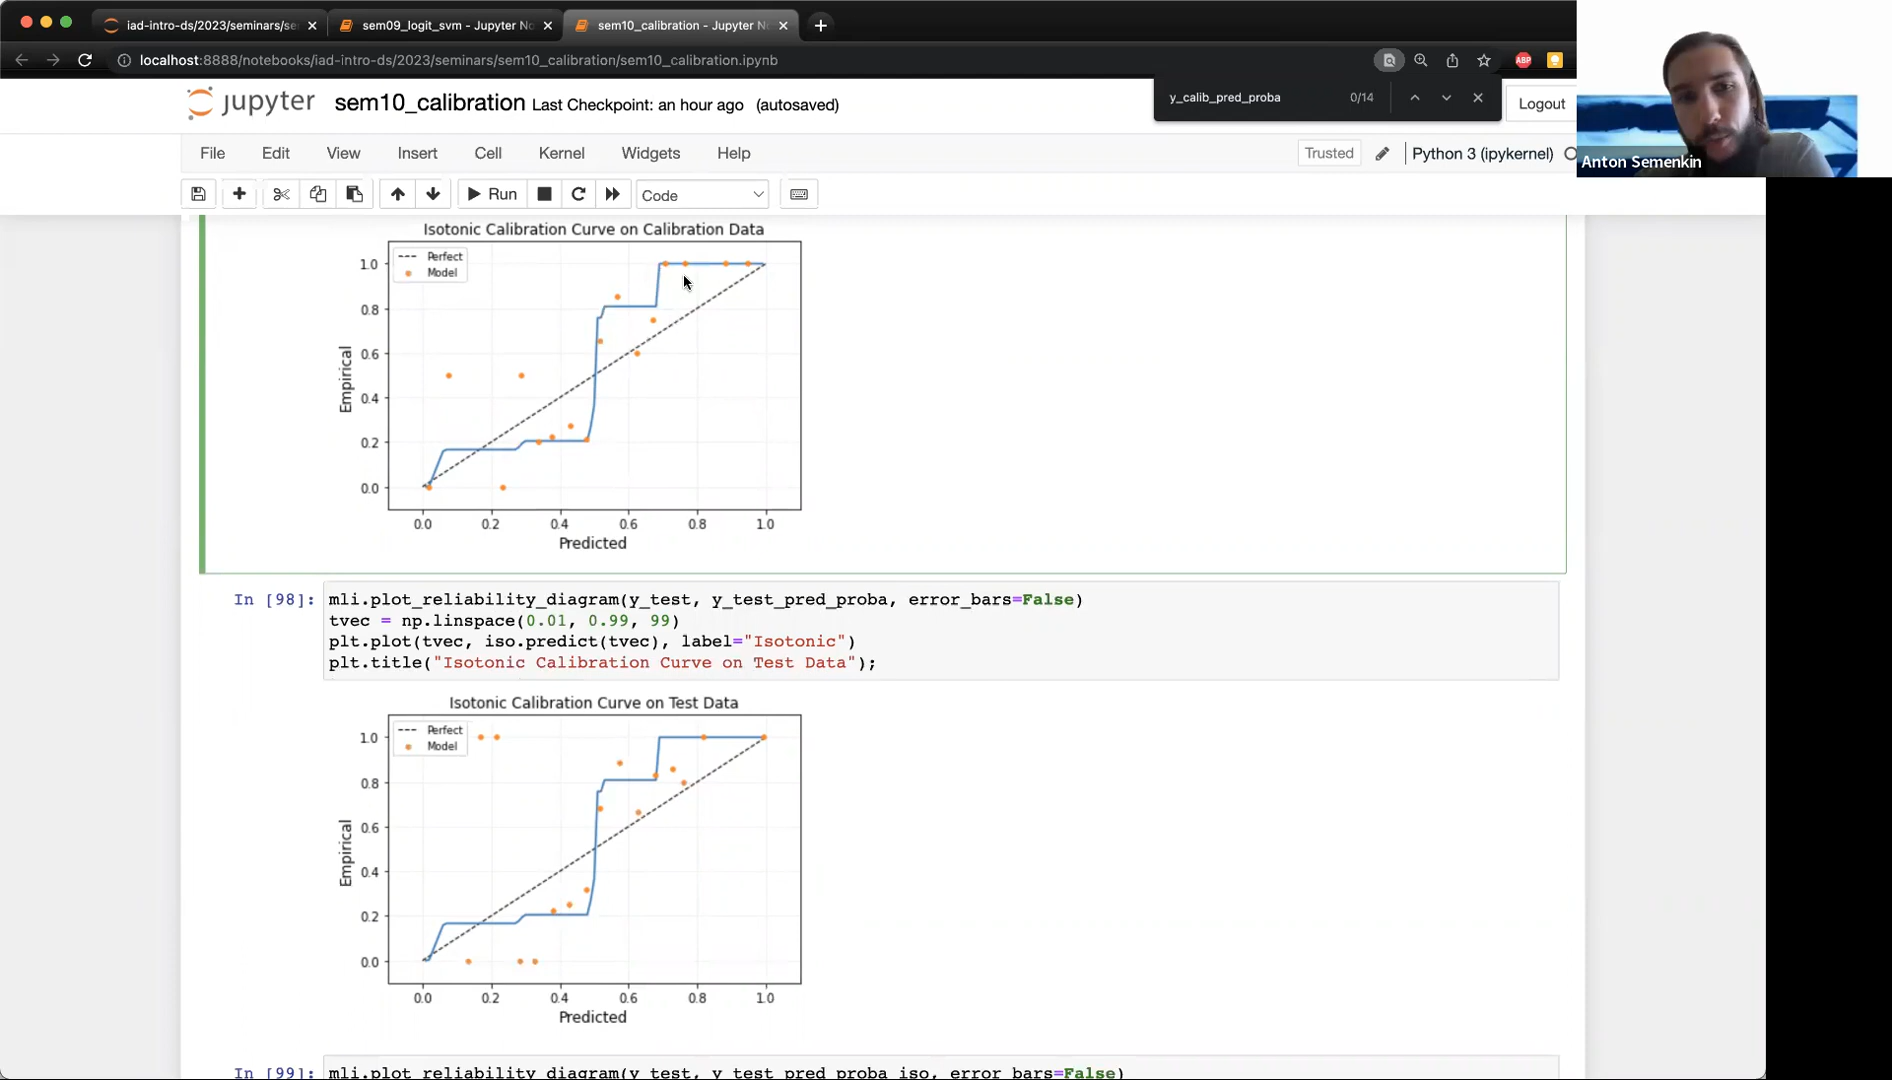 iad-intro-ds/2023/seminars/se
sem09_logit_svm - Jupyter No
sem10_calibration - Jupyter N
localhost:8888/notebooks/iad-intro-ds/2023/seminars/sem10_calibration/sem10_calibration.ipynb
ABP
y_calib_pred_proba 0/14
jupyter sem10_calibration Last Checkpoint: an hour ago (autosaved)
Logout
File Edit View Insert Cell Kernel Widgets Help
Trusted
Python 3 (ipykernel)
Anton Semenkin
Run
Code
Isotonic Calibration Curve on Calibration Data
Perfect
Model
1.0
0.8
0.6
0.4
0.2
0.0
Empirical
0.0 0.2 0.4 0.6 0.8 1.0
Predicted
In [98]:
mli.plot_reliability_diagram(y_test, y_test_pred_proba, error_bars=False)
tvec = np.linspace(0.01, 0.99, 99)
plt.plot(tvec, iso.predict(tvec), label="Isotonic")
plt.title("Isotonic Calibration Curve on Test Data");
Isotonic Calibration Curve on Test Data
Perfect
Model
1.0
0.8
0.6
0.4
0.2
0.0
Empirical
0.0 0.2 0.4 0.6 0.8 1.0
Predicted
In [99]:
mli.plot_reliability_diagram(y_test, y_test_pred_proba_iso, error_bars=False)